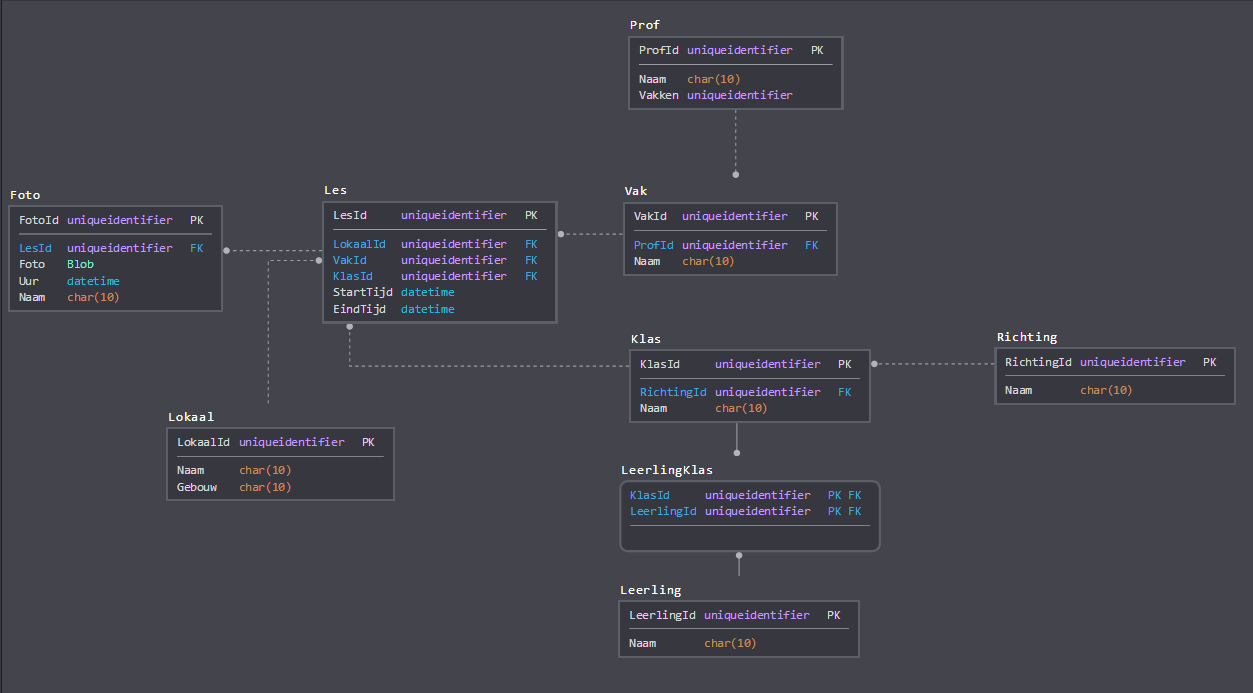 Prof
ProfId uniqueidentifier PK
Naam char(10)
Vakken uniqueidentifier
Foto
FotoId uniqueidentifier PK
LesId uniqueidentifier FK
Foto Blob
Uur datetime
Naam char(10)
Les
LesId uniqueidentifier PK
LokaalId uniqueidentifier FK
VakId uniqueidentifier FK
KlasId uniqueidentifier FK
StartTijd datetime
EindTijd datetime
Vak
VakId uniqueidentifier PK
ProfId uniqueidentifier FK
Naam char(10)
Klas
KlasId uniqueidentifier PK
RichtingId uniqueidentifier FK
Naam char(10)
Richting
RichtingId uniqueidentifier PK
Naam char(10)
Lokaal
LokaalId uniqueidentifier PK
Naam char(10)
Gebouw char(10)
LeerlingKlas
KlasId uniqueidentifier PK FK
LeerlingId uniqueidentifier PK FK
Leerling
LeerlingId uniqueidentifier PK
Naam char(10)